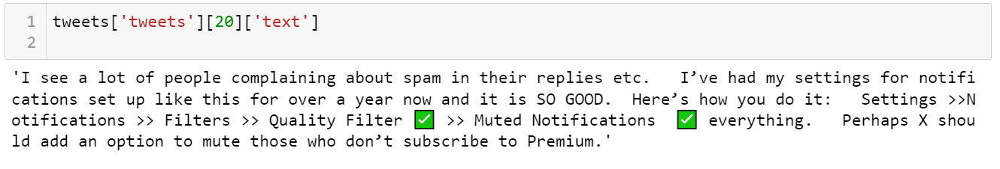 1 tweets['tweets'][20]['text']
2
'I see a lot of people complaining about spam in their replies etc.   I’ve had my settings for notifi
cations set up like this for over a year now and it is SO GOOD.  Here’s how you do it:   Settings >>N
otifications >> Filters >> Quality Filter ✅ >> Muted Notifications  ✅ everything.   Perhaps X shou
ld add an option to mute those who don’t subscribe to Premium.'